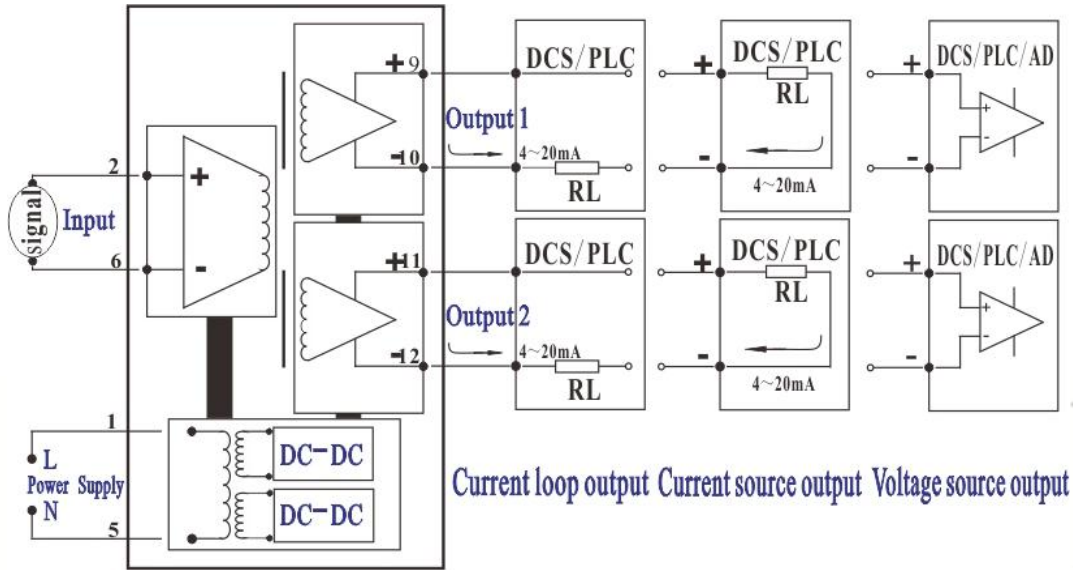 DCS/PLC
DCS/PLC
DCS/PLC/AD
+ 9
+
+
RL
+
-
Output 1
2
+
- 10
4~20mA
-
-
RL
4~20mA
signal
Input
6
-
+ 11
DCS/PLC
+
DCS/PLC
+
DCS/PLC/AD
RL
+
-
Output 2
- 12
4~20mA
-
-
RL
4~20mA
1
L
DC-DC
Power Supply
N
DC-DC
5
Current loop output
Current source output
Voltage source output